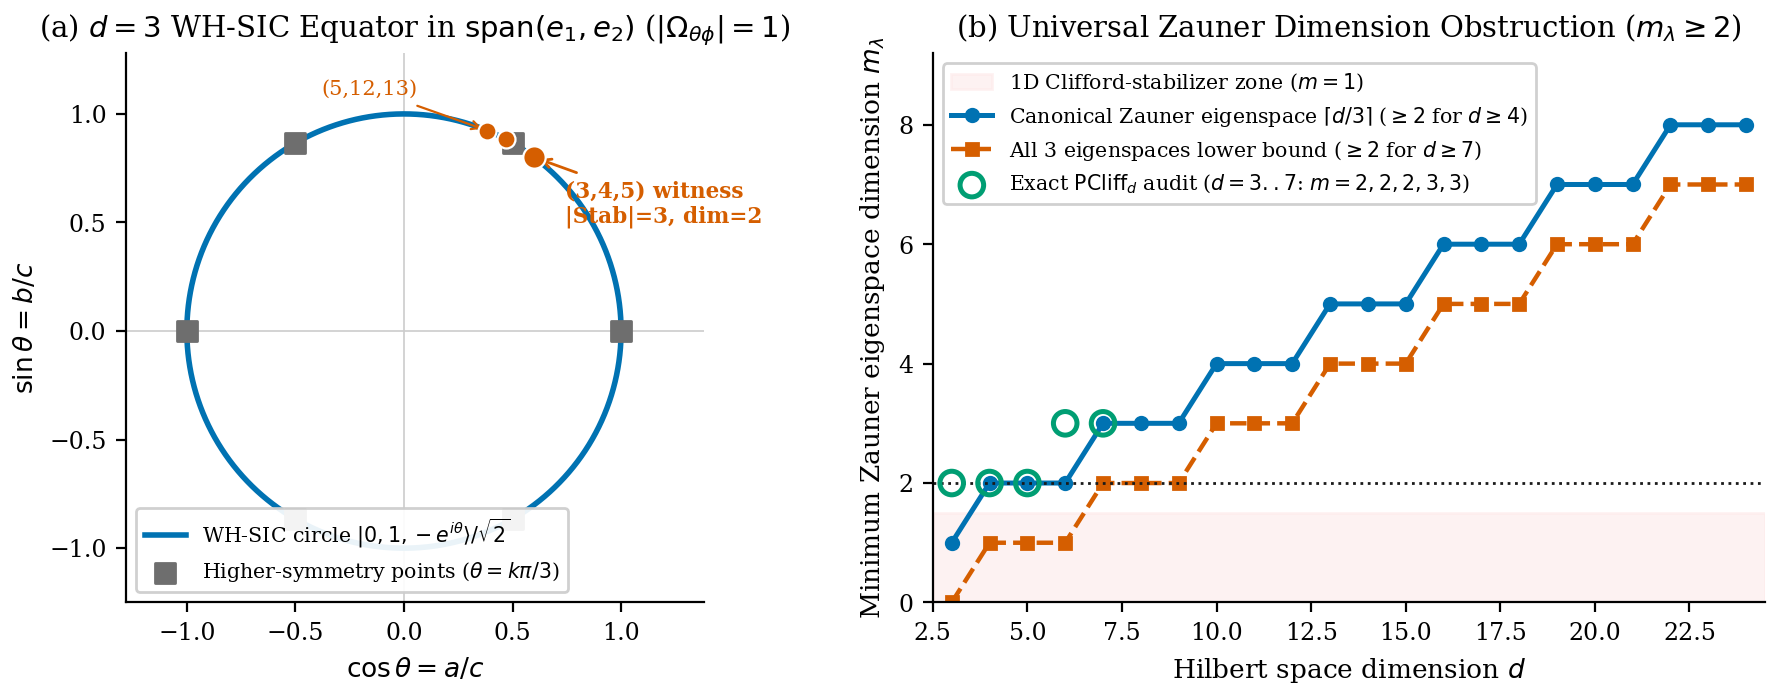 (a) d = 3 WH-SIC Equator in span(e₁, e₂) (|Ω_θϕ| = 1)
(5,12,13)
(3,4,5) witness
|Stab|=3, dim=2
1.0
0.5
0.0
−0.5
−1.0
sin θ = b/c
WH-SIC circle |0, 1, −e^{iθ}⟩/√2
Higher-symmetry points (θ = kπ/3)
−1.0 −0.5 0.0 0.5 1.0
cos θ = a/c
(b) Universal Zauner Dimension Obstruction (m_λ ≥ 2)
1D Clifford-stabilizer zone (m = 1)
Canonical Zauner eigenspace ⌈d/3⌉ (≥ 2 for d ≥ 4)
All 3 eigenspaces lower bound (≥ 2 for d ≥ 7)
Exact PCliff_d audit (d = 3..7: m = 2, 2, 2, 3, 3)
8
6
4
2
0
Minimum Zauner eigenspace dimension m_λ
2.5 5.0 7.5 10.0 12.5 15.0 17.5 20.0 22.5
Hilbert space dimension d